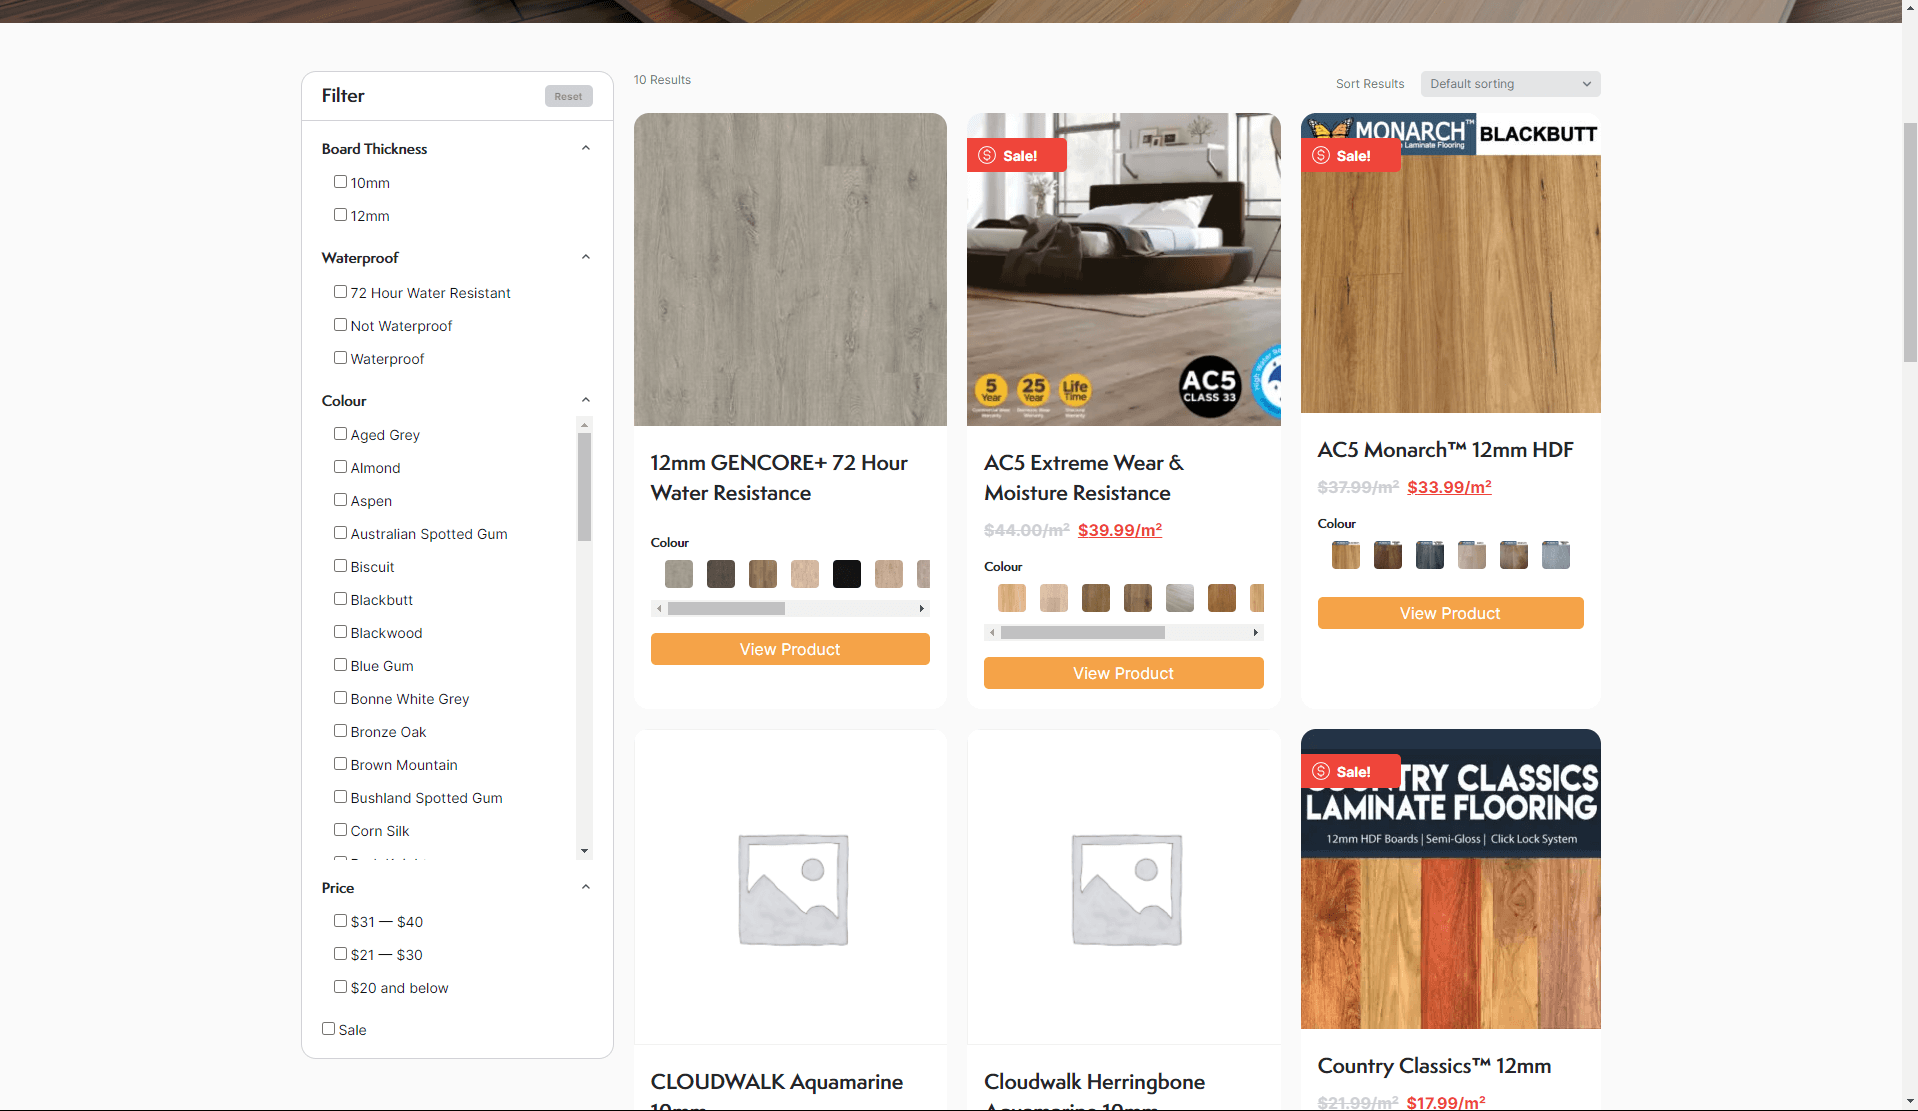 Filter
Reset
Board Thickness
10mm
12mm
Waterproof
72 Hour Water Resistant
Not Waterproof
Waterproof
Colour
Aged Grey
Almond
Aspen
Australian Spotted Gum
Biscuit
Blackbutt
Blackwood
Blue Gum
Bonne White Grey
Bronze Oak
Brown Mountain
Bushland Spotted Gum
Corn Silk
Price
$31 — $40
$21 — $30
$20 and below
Sale
10 Results
Sort Results
Default sorting
12mm GENCORE+ 72 Hour
Water Resistance
Colour
View Product
Sale!
5
Year
25
Year
Life
Time
AC5
CLASS 33
AC5 Extreme Wear &
Moisture Resistance
$44.00/m² $39.99/m²
Colour
View Product
MONARCH™
Laminate Flooring
BLACKBUTT
Sale!
AC5 Monarch™ 12mm HDF
$37.99/m² $33.99/m²
Colour
View Product
CLOUDWALK Aquamarine
10mm
Cloudwalk Herringbone
Aquamarine 10mm
Sale!
COUNTRY CLASSICS
LAMINATE FLOORING
12mm HDF Boards | Semi-Gloss | Click Lock System
Country Classics™ 12mm
$21.99/m² $17.99/m²